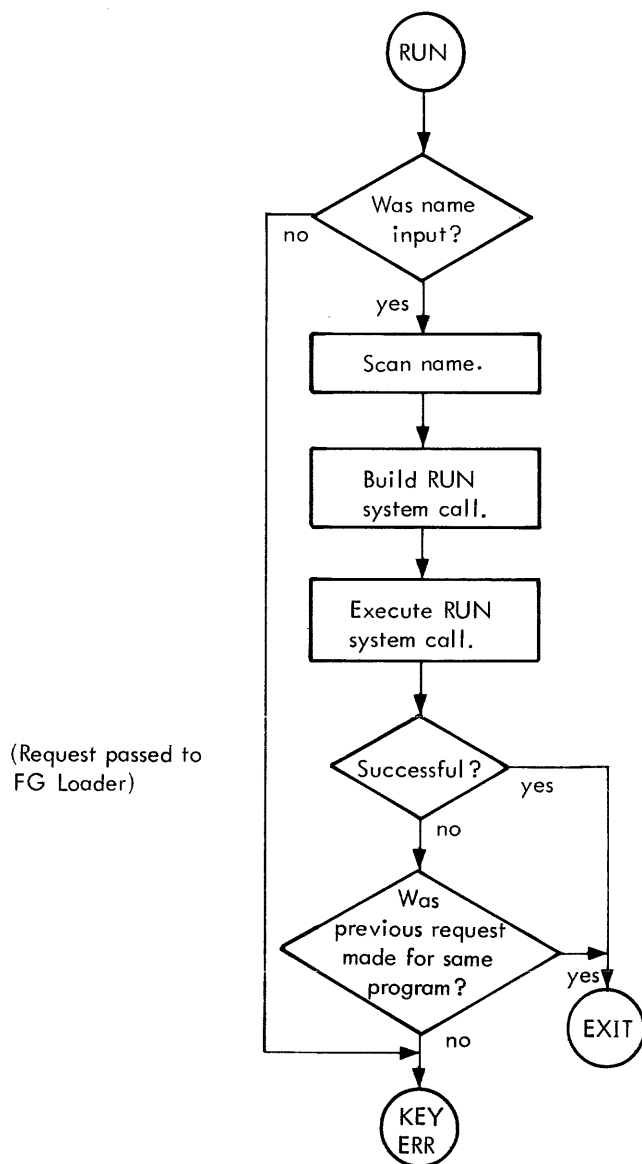 RUN
Was name
input?
no
yes
Scan name.
Build RUN
system call.
Execute RUN
system call.
(Request passed to
FG Loader)
Successful?
yes
no
Was
previous request
made for same
program?
yes
no
EXIT
KEY
ERR